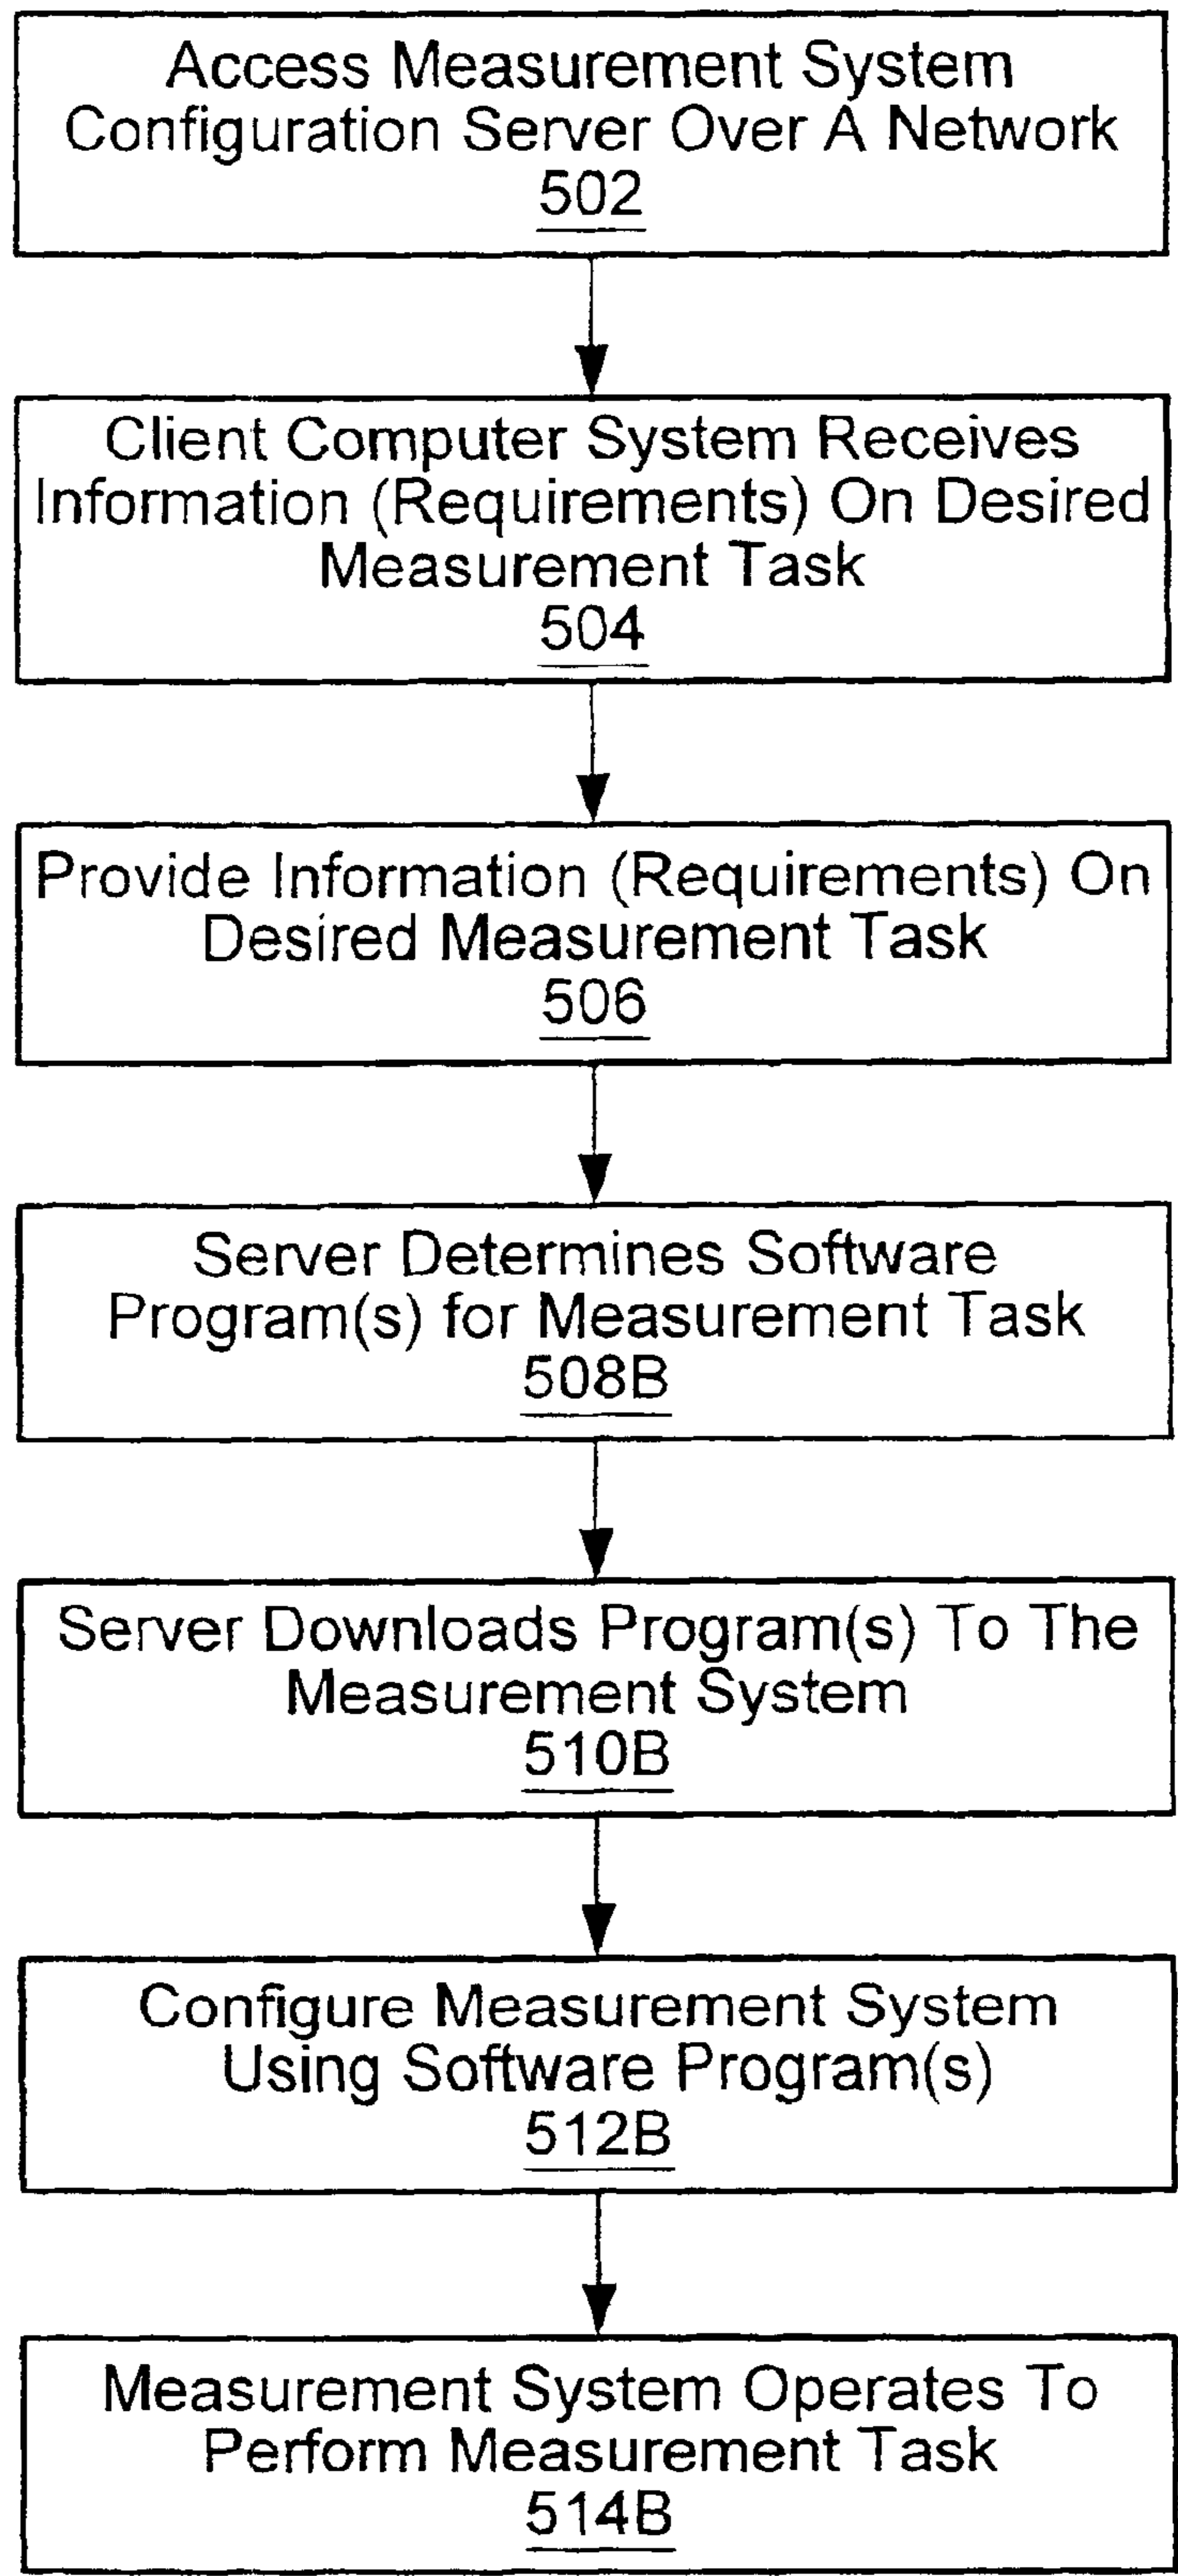 Access Measurement System
Configuration Server Over A Network
502
Client Computer System Receives
Information (Requirements) On Desired
Measurement Task
504
Provide Information (Requirements) On
Desired Measurement Task
506
Server Determines Software
Program(s) for Measurement Task
508B
Server Downloads Program(s) To The
Measurement System
510B
Configure Measurement System
Using Software Program(s)
512B
Measurement System Operates To
Perform Measurement Task
514B